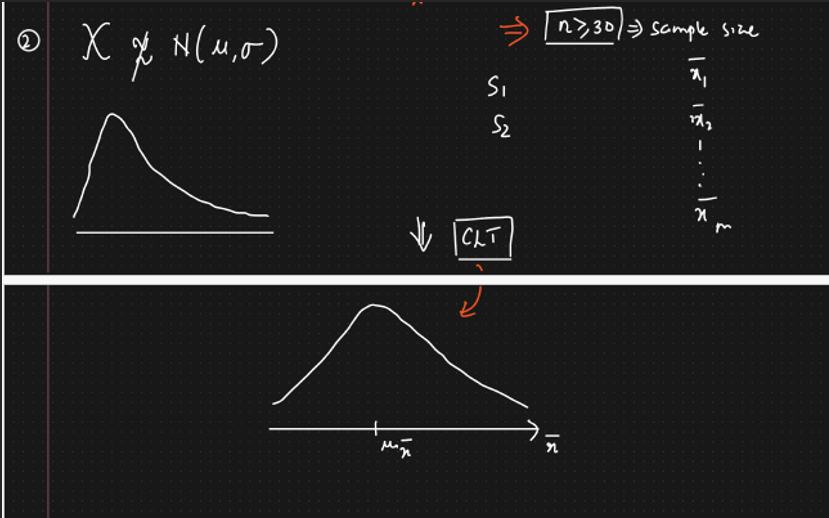 ② X ≁ N(μ,σ)
⇒ n≥30 ⇒ Sample size
S₁ x̄₁
S₂ x̄₂
x̄ₘ
⇓ CLT
μx̄ x̄